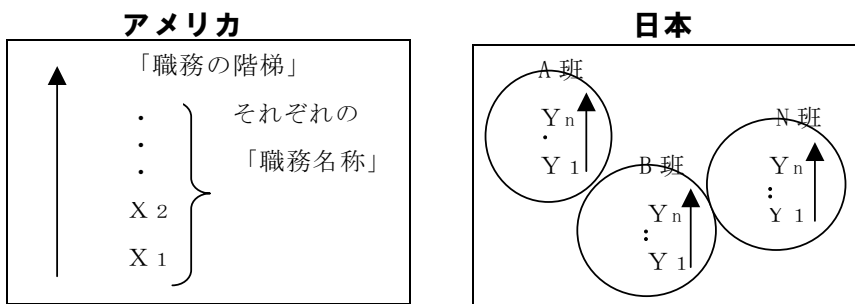 アメリカ
「職務の階梯」
・
それぞれの
・
「職務名称」
・
X 2
X 1
日本
A 班
Y n
・
Y 1
B 班
Y n
:
Y 1
N 班
Y n
:
Y 1